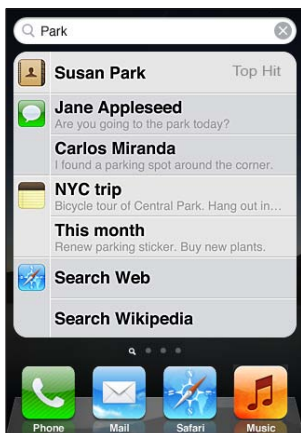 Park
Susan Park Top Hit
Jane Appleseed
Are you going to the park today?
Carlos Miranda
I found a parking spot around the corner.
NYC trip
Bicycle tour of Central Park. Hang out in...
This month
Renew parking sticker. Buy new plants.
Search Web
Search Wikipedia
Phone Mail Safari Music